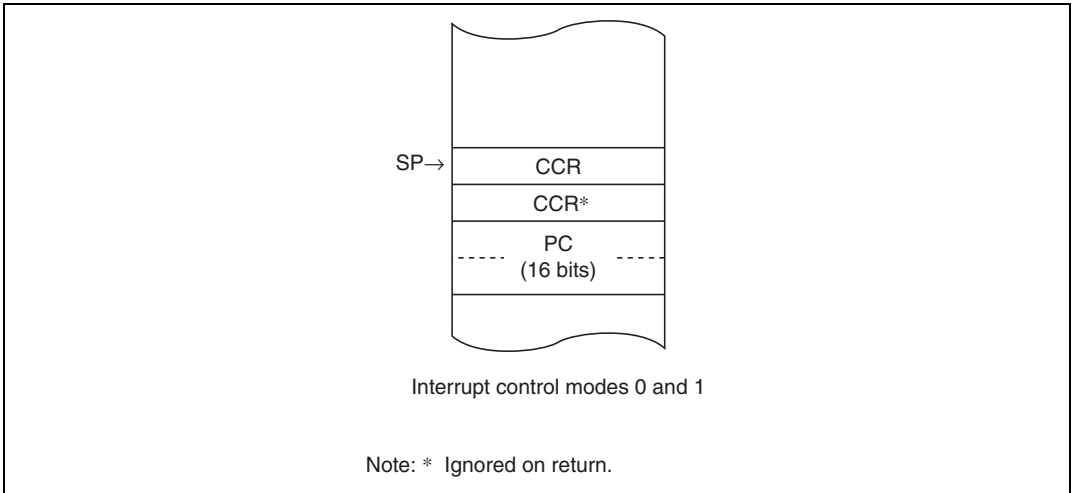 SP→
CCR
CCR*
PC
(16 bits)
Interrupt control modes 0 and 1
Note: * Ignored on return.